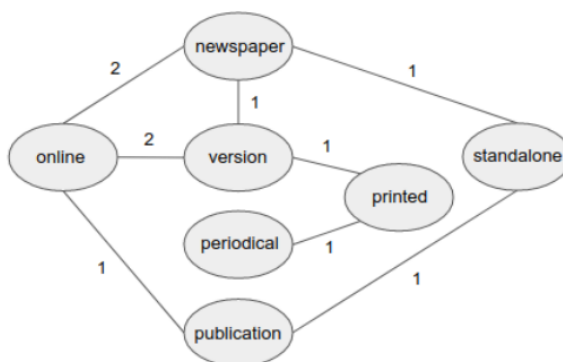 newspaper
2
1
1
online
2
version
1
standalone
printed
periodical
1
1
1
publication